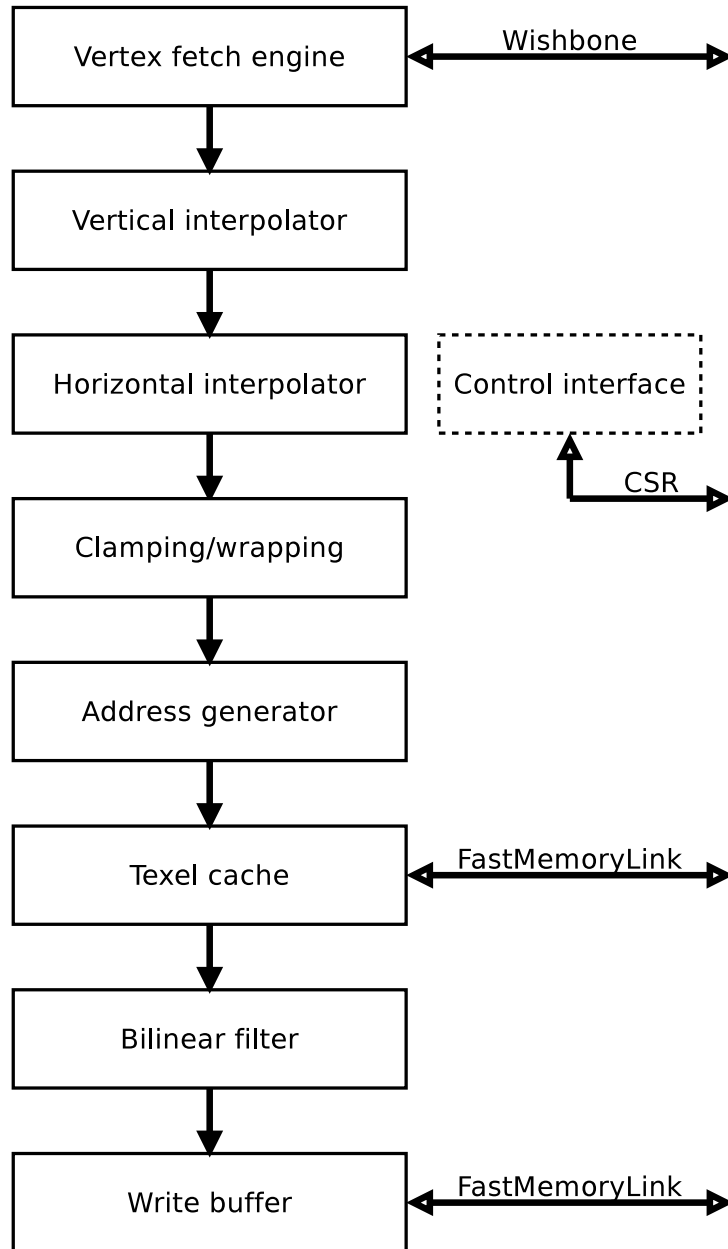 Vertex fetch engine
Wishbone
Vertical interpolator
Horizontal interpolator
Control interface
CSR
Clamping/wrapping
Address generator
Texel cache
FastMemoryLink
Bilinear filter
Write buffer
FastMemoryLink